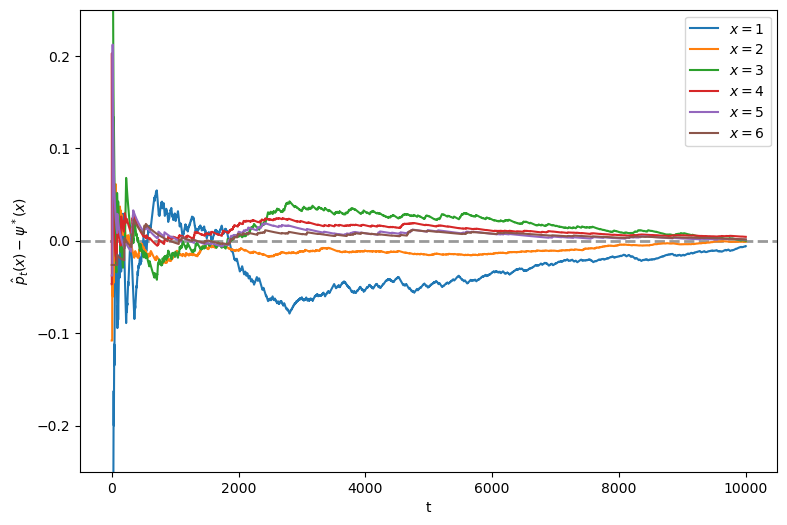 x = 1
x = 2
x = 3
x = 4
x = 5
x = 6
0.2
0.1
0.0
−0.1
−0.2
p̂ₜ(x) − ψ*(x)
0 2000 4000 6000 8000 10000
t